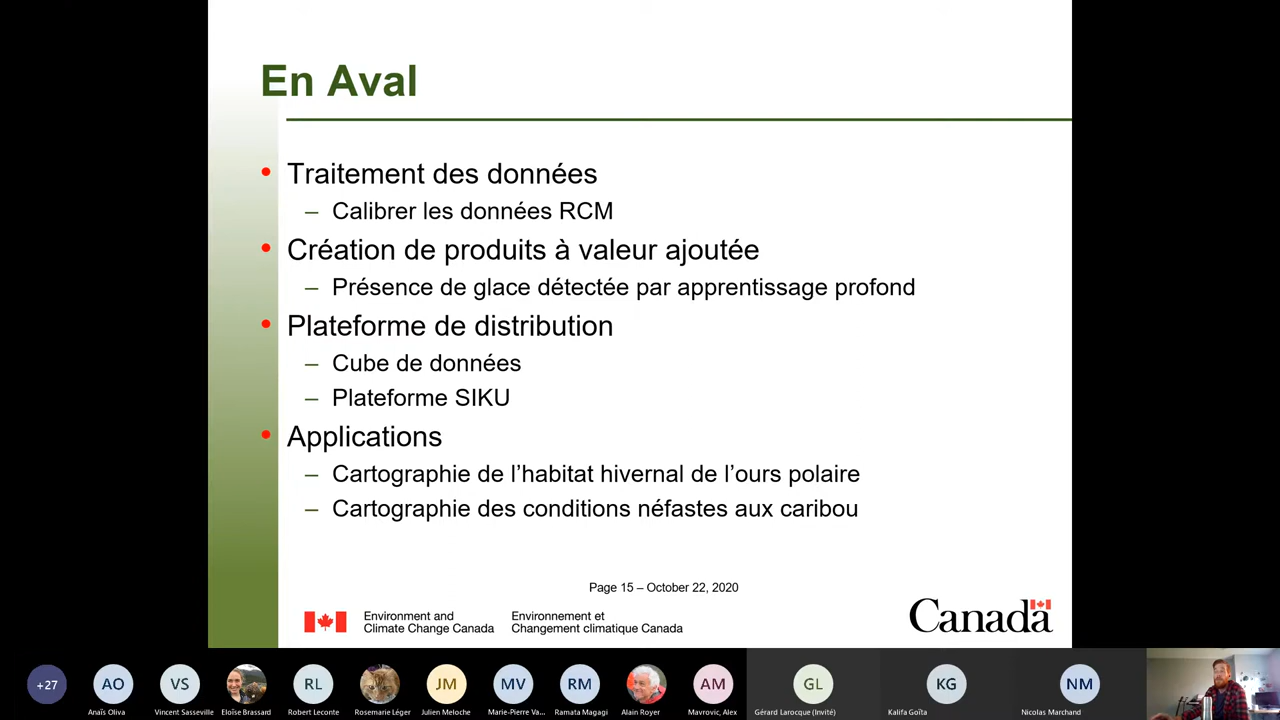 En Aval
• Traitement des données
– Calibrer les données RCM
• Création de produits à valeur ajoutée
– Présence de glace détectée par apprentissage profond
• Plateforme de distribution
– Cube de données
– Plateforme SIKU
• Applications
– Cartographie de l’habitat hivernal de l’ours polaire
– Cartographie des conditions néfastes aux caribou
Page 15 – October 22, 2020
Environment and
Climate Change Canada
Environnement et
Changement climatique Canada
Canada
+27
AO
VS
RL
JM
MV
RM
AM
GL
KG
NM
Anaïs Oliva
Vincent Sasseville
Eloïse Brassard
Robert Leconte
Rosemarie Léger
Julien Meloche
Marie-Pierre Va...
Ramata Magagi
Alain Royer
Mavrovic, Alex
Gérard Larocque (Invité)
Kalifa Goïta
Nicolas Marchand